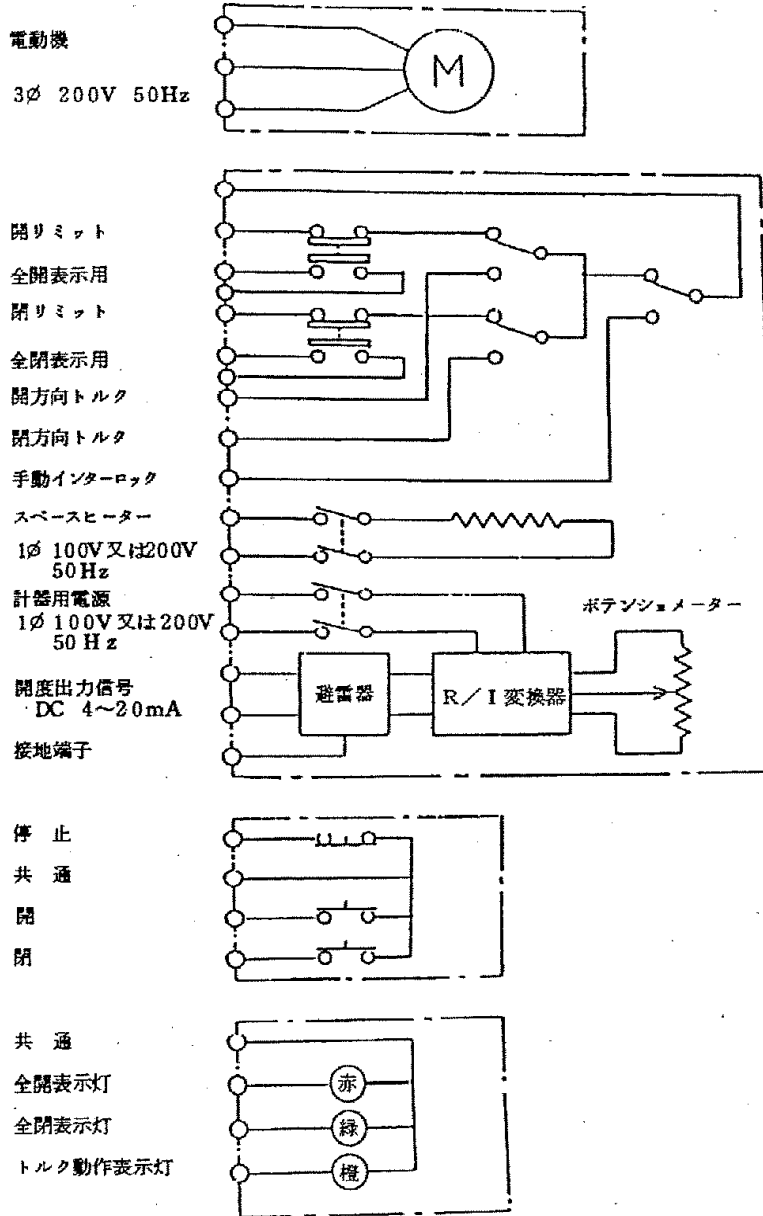 電動機
3Ø 200V 50Hz
M
開リミット
全開表示用
閉リミット
全閉表示用
開方向トルク
閉方向トルク
手動インターロック
スペースヒーター
1Ø 100V又は200V
50Hz
計器用電源
1Ø 100V又は200V
50Hz
ポテンショメーター
開度出力信号
DC 4〜20mA
避雷器
R/I変換器
接地端子
停止
共通
開
閉
共通
全開表示灯
赤
全閉表示灯
緑
トルク動作表示灯
橙